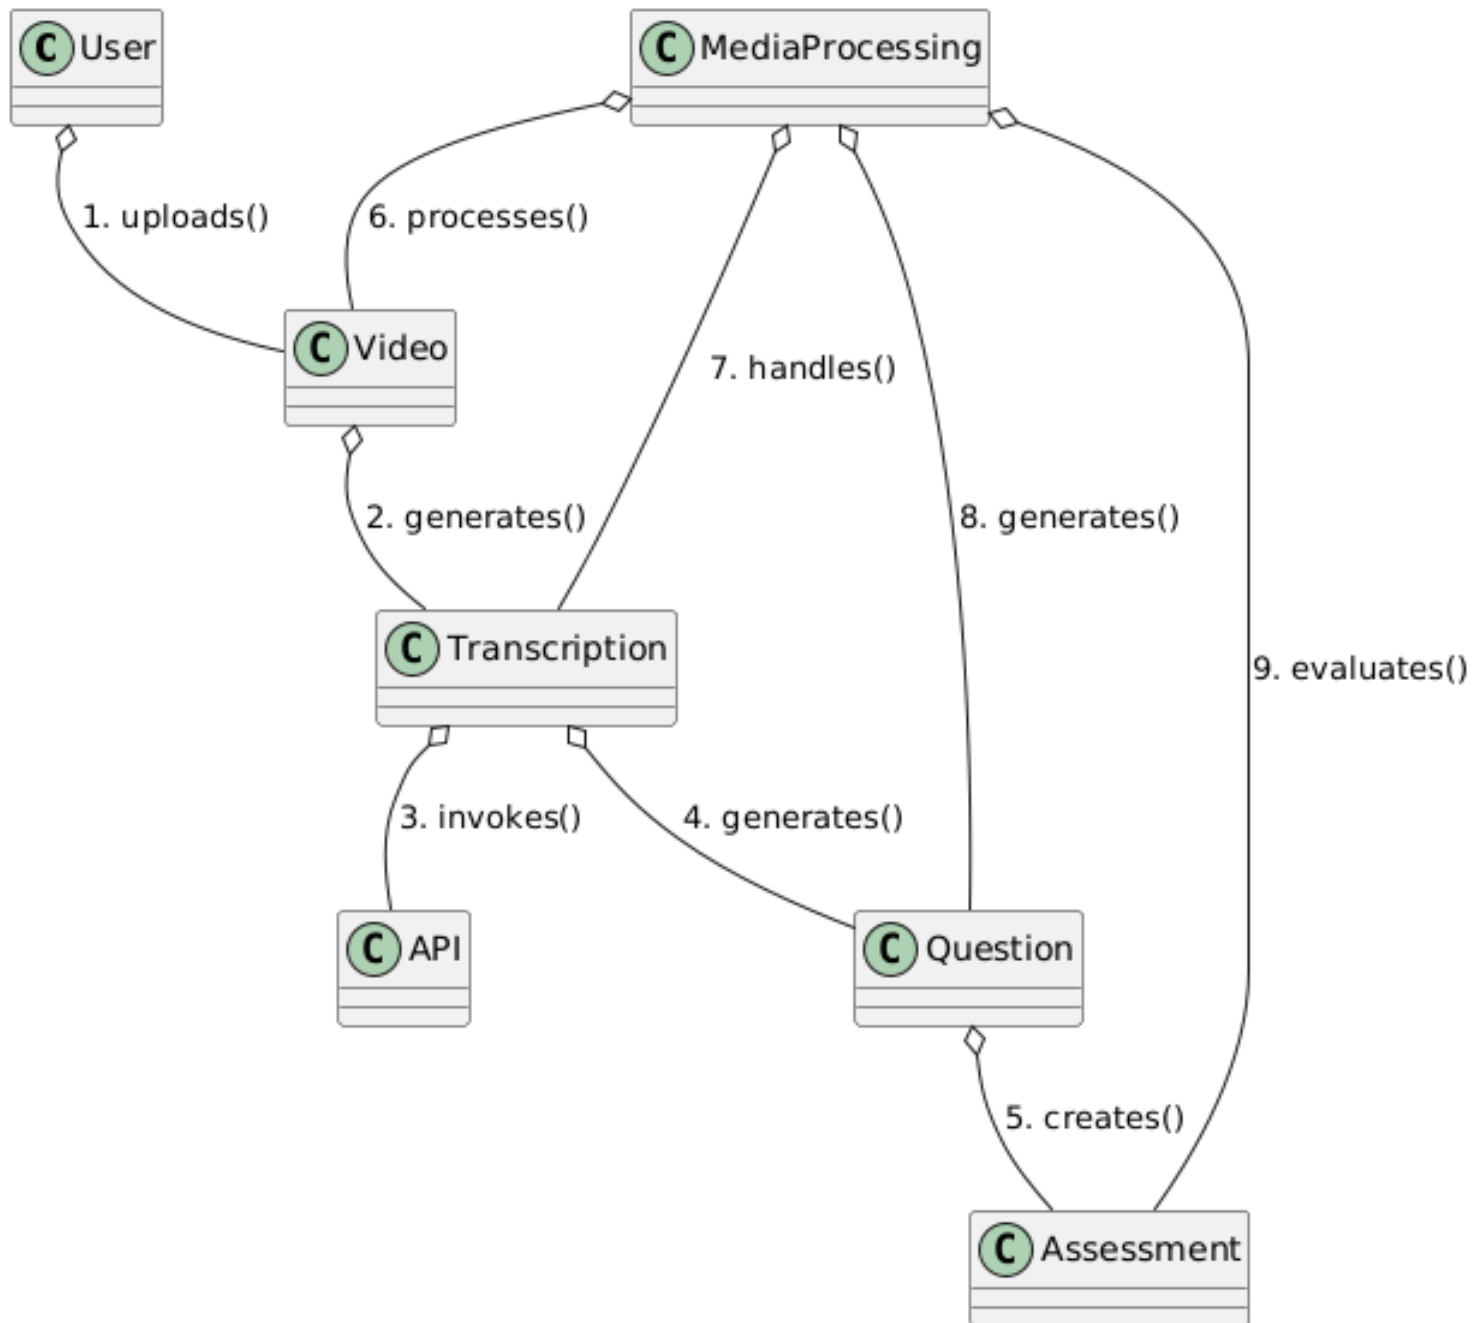 C User
C MediaProcessing
1. uploads()
6. processes()
C Video
7. handles()
2. generates()
8. generates()
C Transcription
9. evaluates()
3. invokes()
4. generates()
C API
C Question
5. creates()
C Assessment